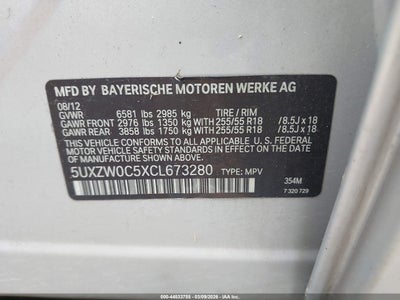 MFD BY BAYERISCHE MOTOREN WERKE AG
08/12
GVWR 6581 lbs 2985 kg TIRE / RIM
GAWR FRONT 2976 lbs 1350 kg WITH 255/55 R18 / 8.5J x 18
GAWR REAR 3858 lbs 1750 kg WITH 255/55 R18 / 8.5J x 18
THIS VEHICLE CONFORMS TO ALL APPLICABLE U.S. FEDERAL
MOTOR VEHICLE SAFETY STANDARDS IN EFFECT ON THE
DATE OF MANUFACTURE SHOWN ABOVE.
5UXZW0C5XCL673280 TYPE: MPV 354M
7 320 729